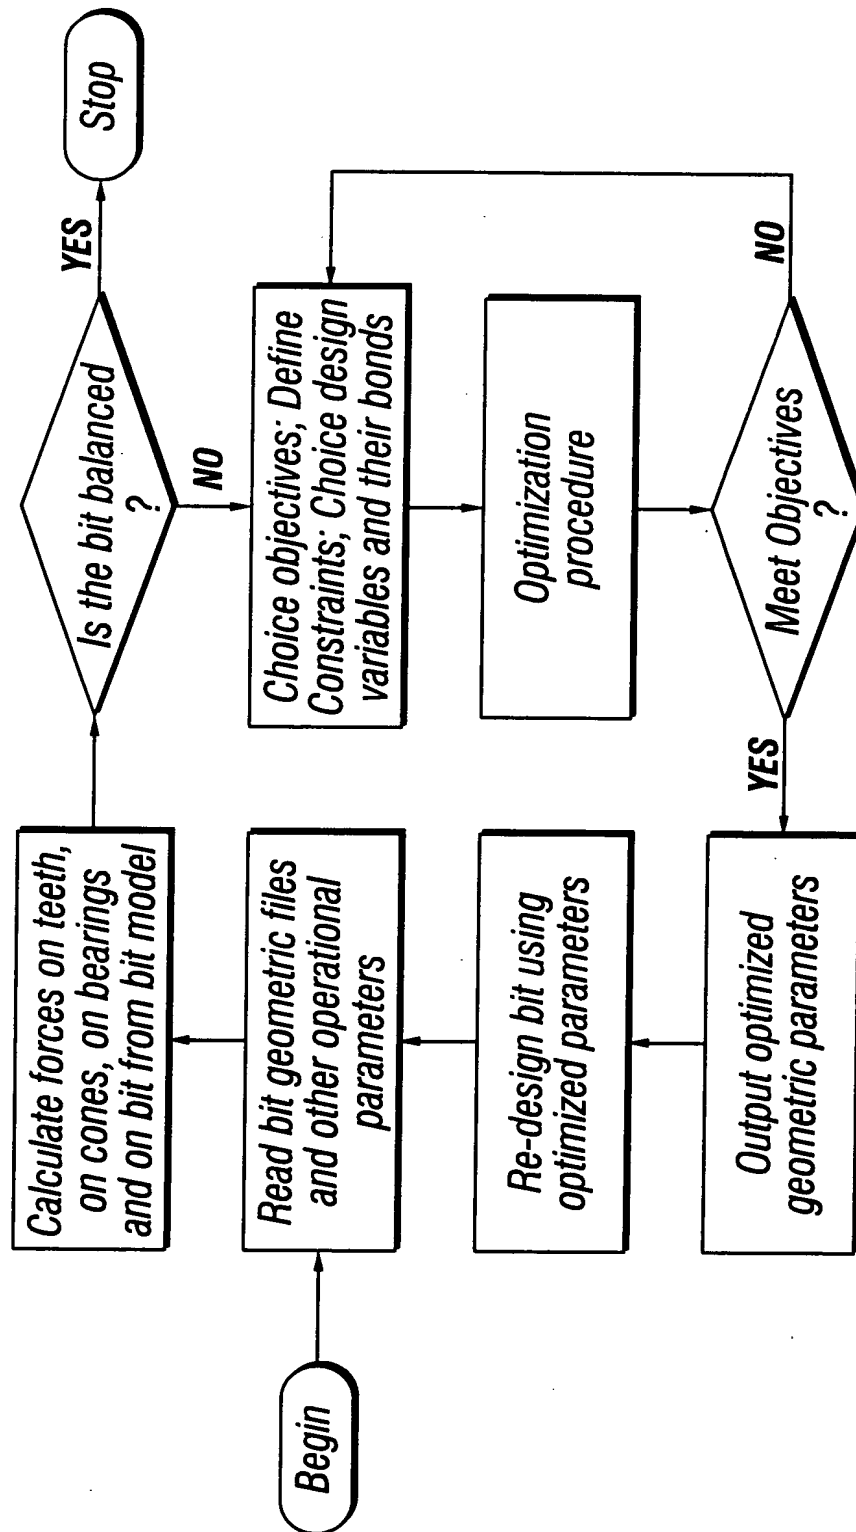 Begin
Read bit geometric files
and other operational
parameters
Calculate forces on teeth,
on cones, on bearings
and on bit from bit model
Is the bit balanced
?
YES
Stop
NO
Choice objectives; Define
Constraints; Choice design
variables and their bonds
Optimization
procedure
Meet Objectives
?
NO
YES
Output optimized
geometric parameters
Re-design bit using
optimized parameters